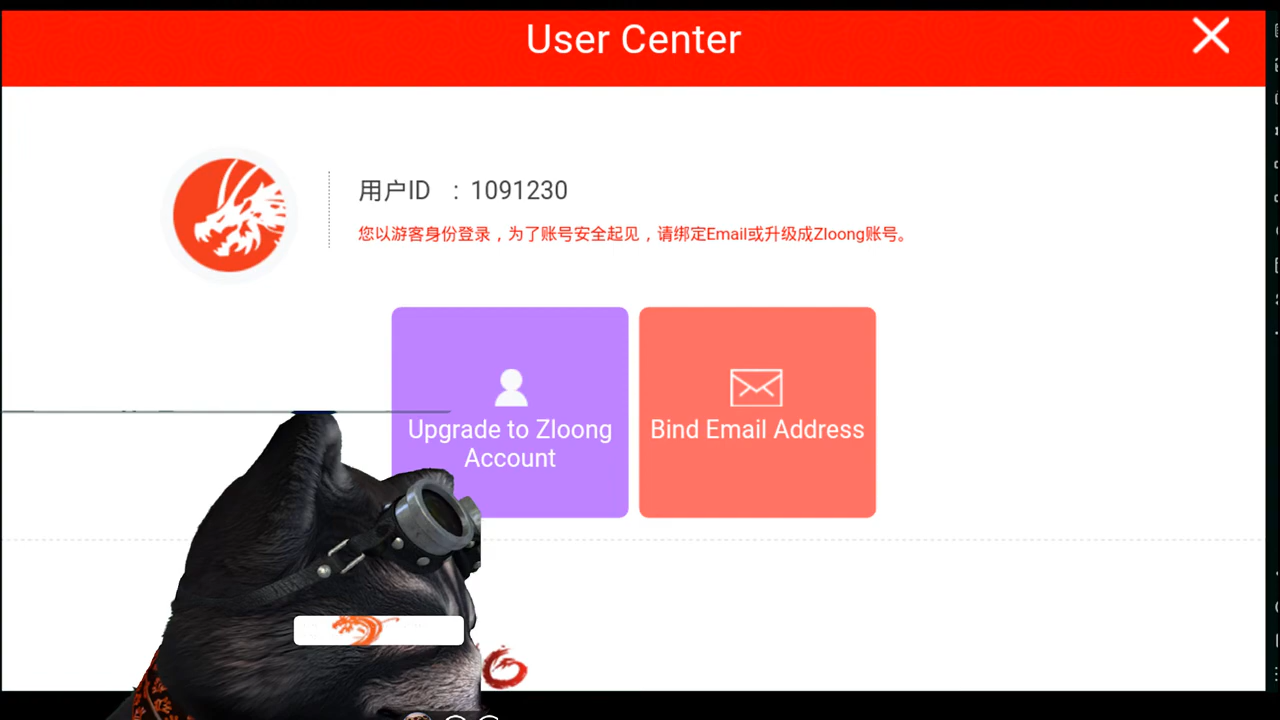 User Center
用户ID : 1091230
您以游客身份登录，为了账号安全起见，请绑定Email或升级成Zloong账号。
Upgrade to Zloong
Account
Bind Email Address